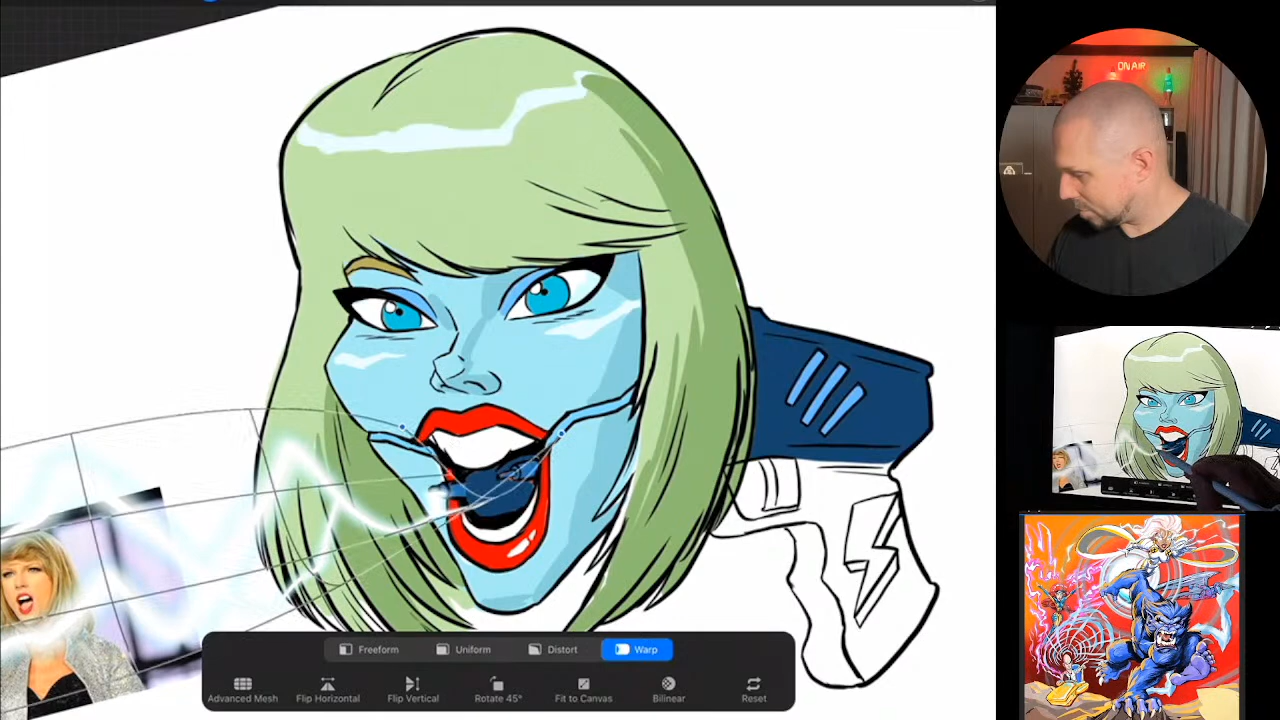 ON AIR
Freeform Uniform Distort Warp
Advanced Mesh Flip Horizontal Flip Vertical Rotate 45° Fit to Canvas Bilinear Reset